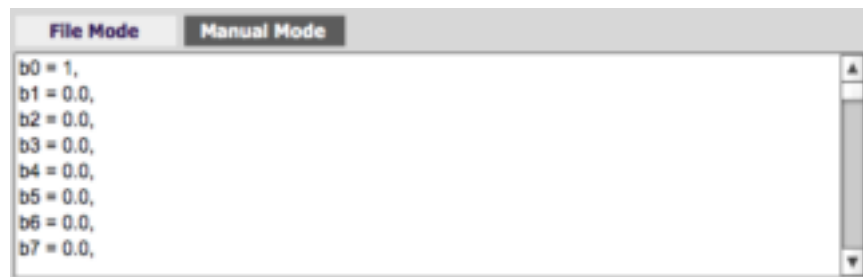 File Mode Manual Mode
b0 = 1,
b1 = 0.0,
b2 = 0.0,
b3 = 0.0,
b4 = 0.0,
b5 = 0.0,
b6 = 0.0,
b7 = 0.0,